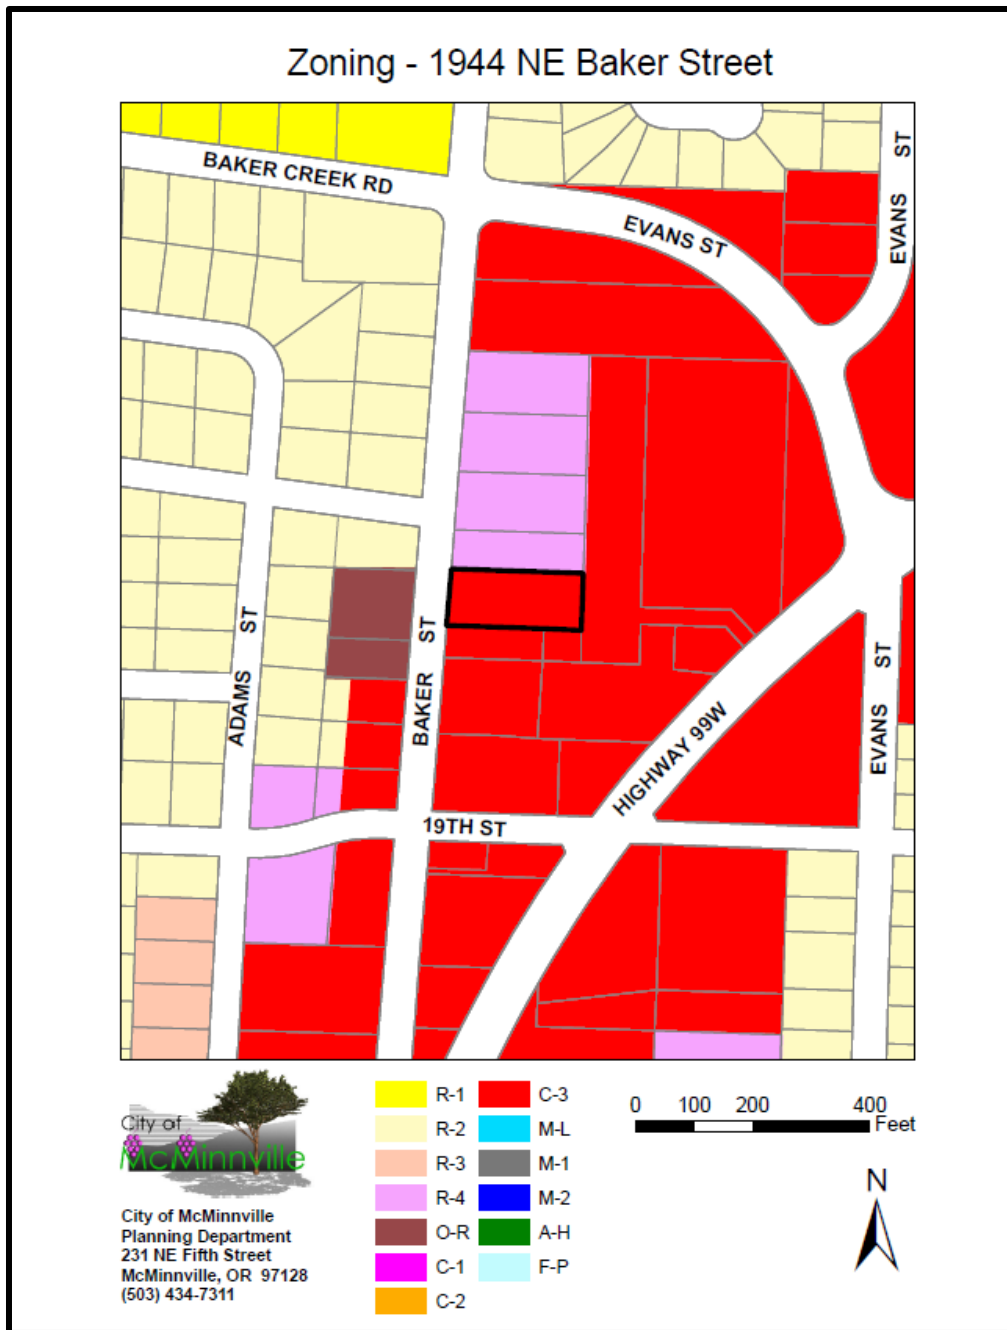 Zoning - 1944 NE Baker Street
BAKER CREEK RD
EVANS ST
EVANS ST
ADAMS ST
BAKER ST
EVANS ST
HIGHWAY 99W
19TH ST
City of
McMinnville
City of McMinnville
Planning Department
231 NE Fifth Street
McMinnville, OR 97128
(503) 434-7311
R-1
R-2
R-3
R-4
O-R
C-1
C-2
C-3
M-L
M-1
M-2
A-H
F-P
0 100 200 400
Feet
N